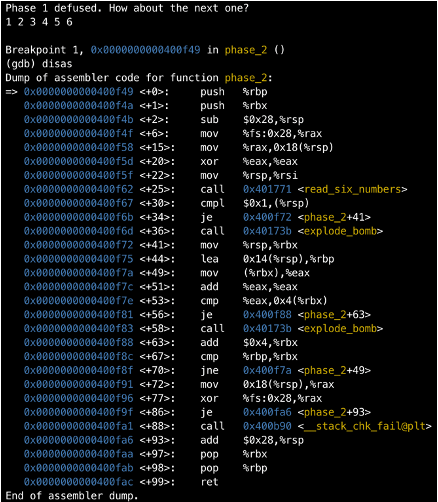 Phase 1 defused. How about the next one?
1 2 3 4 5 6
Breakpoint 1, 0x0000000000400f49 in phase_2 ()
(gdb) disas
Dump of assembler code for function phase_2:
=> 0x0000000000400f49 <+0>: push %rbp
0x0000000000400f4a <+1>: push %rbx
0x0000000000400f4b <+2>: sub $0x28,%rsp
0x0000000000400f4f <+6>: mov %fs:0x28,%rax
0x0000000000400f58 <+15>: mov %rax,0x18(%rsp)
0x0000000000400f5d <+20>: xor %eax,%eax
0x0000000000400f5f <+22>: mov %rsp,%rsi
0x0000000000400f62 <+25>: call 0x401771 <read_six_numbers>
0x0000000000400f67 <+30>: cmpl $0x1,(%rsp)
0x0000000000400f6b <+34>: je 0x400f72 <phase_2+41>
0x0000000000400f6d <+36>: call 0x40173b <explode_bomb>
0x0000000000400f72 <+41>: mov %rsp,%rbx
0x0000000000400f75 <+44>: lea 0x14(%rsp),%rbp
0x0000000000400f7a <+49>: mov (%rbx),%eax
0x0000000000400f7c <+51>: add %eax,%eax
0x0000000000400f7e <+53>: cmp %eax,0x4(%rbx)
0x0000000000400f81 <+56>: je 0x400f88 <phase_2+63>
0x0000000000400f83 <+58>: call 0x40173b <explode_bomb>
0x0000000000400f88 <+63>: add $0x4,%rbx
0x0000000000400f8c <+67>: cmp %rbp,%rbx
0x0000000000400f8f <+70>: jne 0x400f7a <phase_2+49>
0x0000000000400f91 <+72>: mov 0x18(%rsp),%rax
0x0000000000400f96 <+77>: xor %fs:0x28,%rax
0x0000000000400f9f <+86>: je 0x400fa6 <phase_2+93>
0x0000000000400fa1 <+88>: call 0x400b90 <__stack_chk_fail@plt>
0x0000000000400fa6 <+93>: add $0x28,%rsp
0x0000000000400faa <+97>: pop %rbx
0x0000000000400fab <+98>: pop %rbp
0x0000000000400fac <+99>: ret
End of assembler dump.